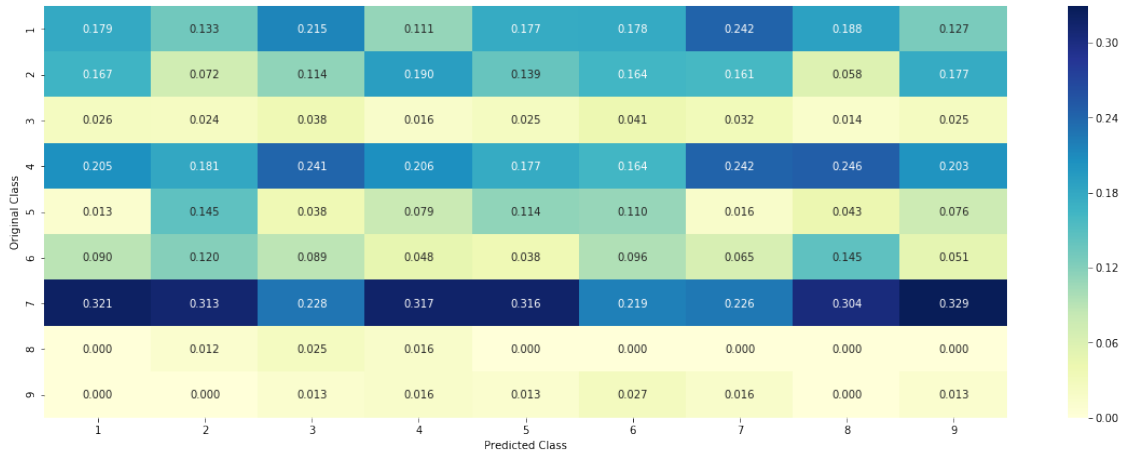 1 0.179 0.133 0.215 0.111 0.177 0.178 0.242 0.188 0.127
2 0.167 0.072 0.114 0.190 0.139 0.164 0.161 0.058 0.177
3 0.026 0.024 0.038 0.016 0.025 0.041 0.032 0.014 0.025
4 0.205 0.181 0.241 0.206 0.177 0.164 0.242 0.246 0.203
5 0.013 0.145 0.038 0.079 0.114 0.110 0.016 0.043 0.076
6 0.090 0.120 0.089 0.048 0.038 0.096 0.065 0.145 0.051
7 0.321 0.313 0.228 0.317 0.316 0.219 0.226 0.304 0.329
8 0.000 0.012 0.025 0.016 0.000 0.000 0.000 0.000 0.000
9 0.000 0.000 0.013 0.016 0.013 0.027 0.016 0.000 0.013
1 2 3 4 5 6 7 8 9
Predicted Class
Original Class
0.30
0.24
0.18
0.12
0.06
0.00